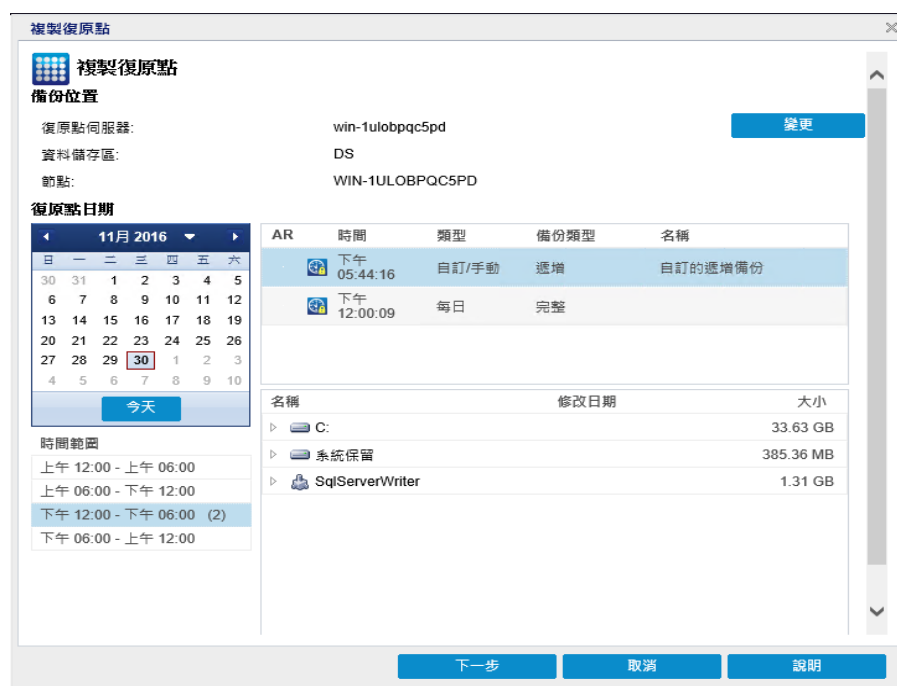 複製復原點
複製復原點
備份位置
復原點伺服器: win-1ulobpqc5pd 變更
資料儲存區: DS
節點: WIN-1ULOBPQC5PD
復原點日期
11月 2016
日 一 二 三 四 五 六
30 31 1 2 3 4 5
6 7 8 9 10 11 12
13 14 15 16 17 18 19
20 21 22 23 24 25 26
27 28 29 30 1 2 3
4 5 6 7 8 9 10
今天
時間範圍
上午 12:00 - 上午 06:00
上午 06:00 - 下午 12:00
下午 12:00 - 下午 06:00 (2)
下午 06:00 - 上午 12:00
AR 時間 類型 備份類型 名稱
下午
05:44:16 自訂/手動 遞增 自訂的遞增備份
下午
12:00:09 每日 完整
名稱 修改日期 大小
C: 33.63 GB
系統保留 385.36 MB
SqlServerWriter 1.31 GB
下一步 取消 說明